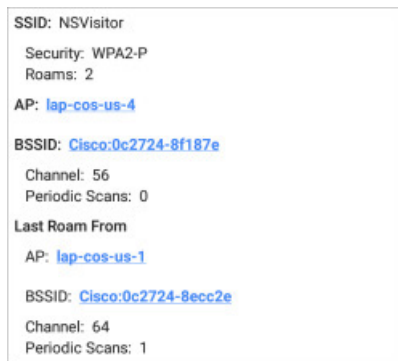 SSID: NSVisitor
Security: WPA2-P
Roams: 2
AP: lap-cos-us-4
BSSID: Cisco:0c2724-8f187e
Channel: 56
Periodic Scans: 0
Last Roam From
AP: lap-cos-us-1
BSSID: Cisco:0c2724-8ecc2e
Channel: 64
Periodic Scans: 1